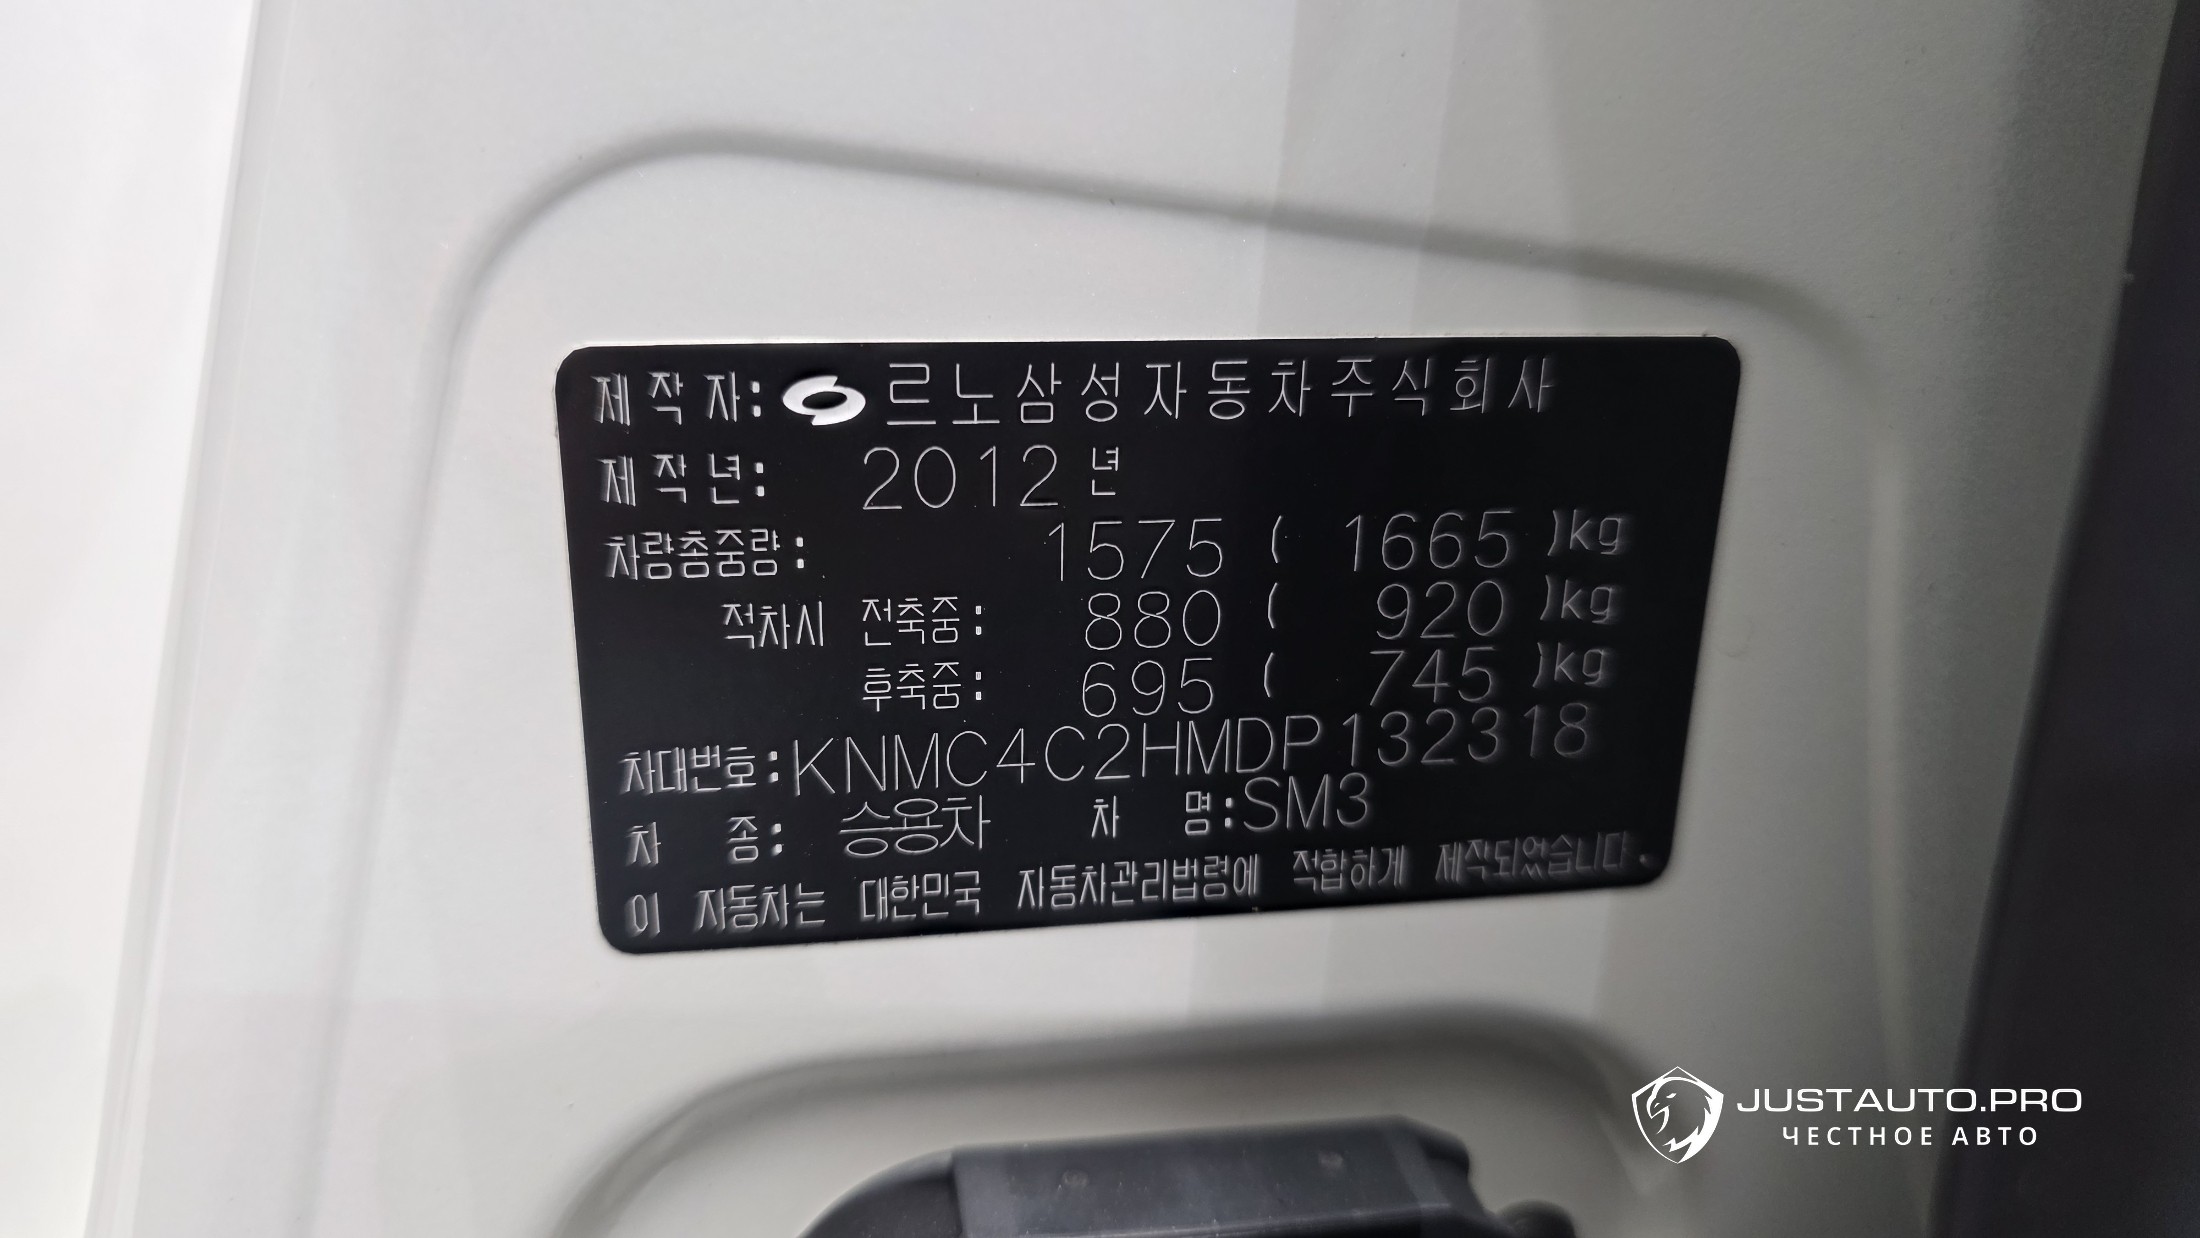 제작자: 르노삼성자동차주식회사
제작년: 2012 년
차량총중량: 1575 ( 1665 )kg
적차시 전축중: 880 ( 920 )kg
후축중: 695 ( 745 )kg
차대번호: KNMC4C2HMDP132318
차 종: 승용차 차 명: SM3
이 자동차는 대한민국 자동차관리법령에 적합하게 제작되었습니다.
JUSTAUTO.PRO
ЧЕСТНОЕ АВТО